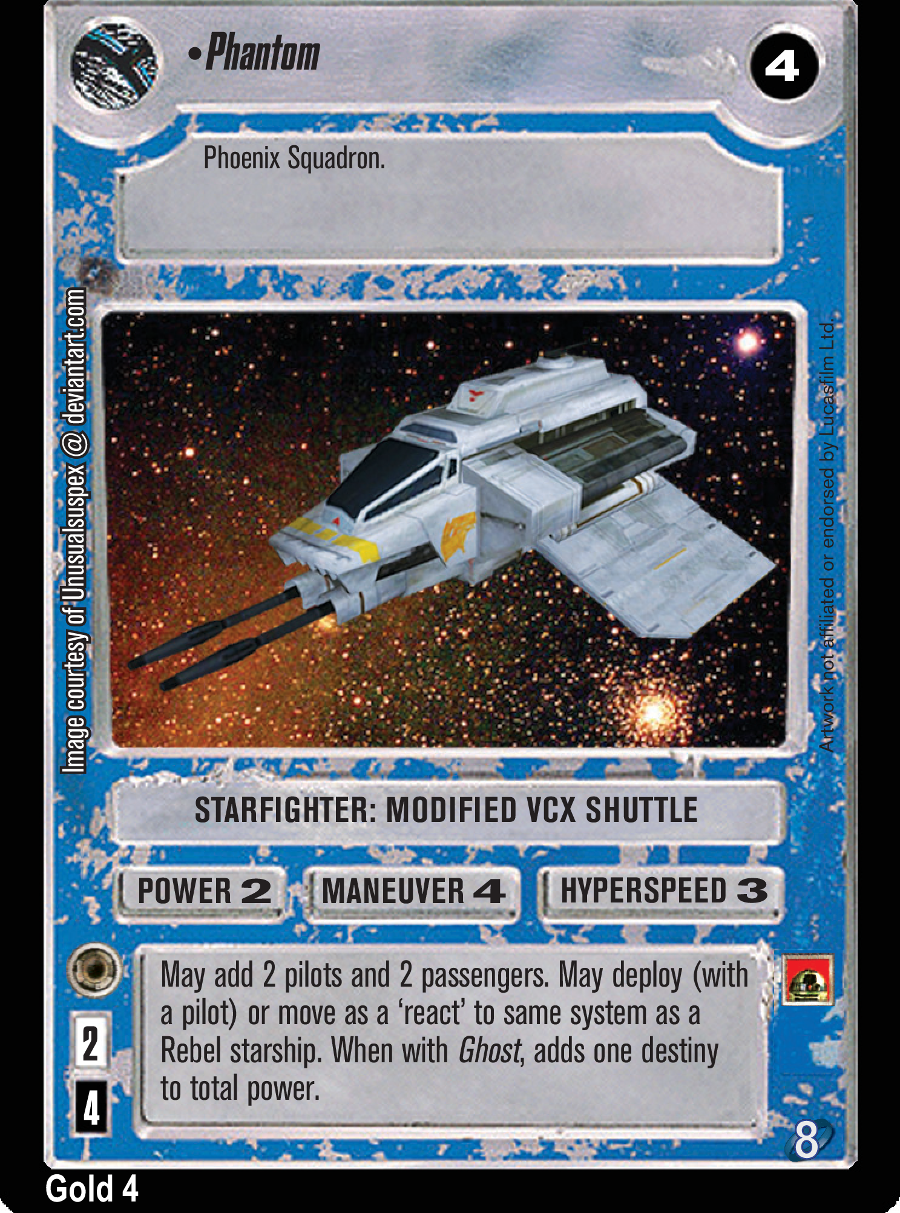 •Phantom
4
Phoenix Squadron.
Image courtesy of Unusualsuspex @ deviantart.com
Artwork not affiliated or endorsed by Lucasfilm Ltd.
STARFIGHTER: MODIFIED VCX SHUTTLE
POWER 2 MANEUVER 4 HYPERSPEED 3
May add 2 pilots and 2 passengers. May deploy (with
a pilot) or move as a ‘react’ to same system as a
Rebel starship. When with Ghost, adds one destiny
to total power.
2
4
8
Gold 4